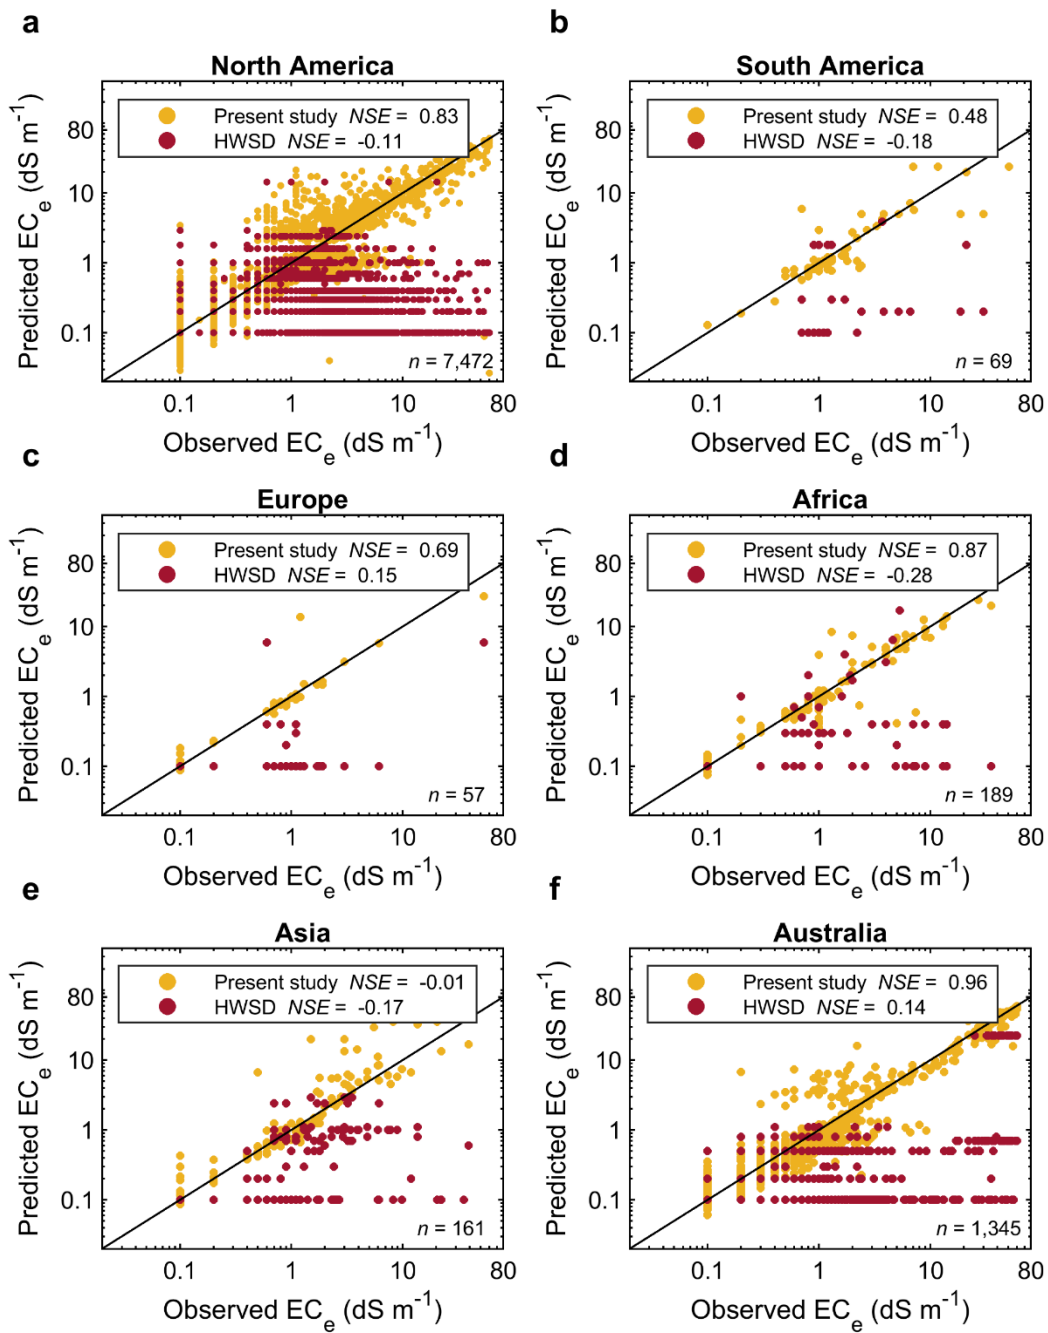 a
North America
Predicted ECe (dS m-1)
80
10
1
0.1
Present study NSE = 0.83
HWSD NSE = -0.11
n = 7,472
0.1 1 10 80
Observed ECe (dS m-1)
b
South America
Predicted ECe (dS m-1)
80
10
1
0.1
Present study NSE = 0.48
HWSD NSE = -0.18
n = 69
0.1 1 10 80
Observed ECe (dS m-1)
c
Europe
Predicted ECe (dS m-1)
80
10
1
0.1
Present study NSE = 0.69
HWSD NSE = 0.15
n = 57
0.1 1 10 80
Observed ECe (dS m-1)
d
Africa
Predicted ECe (dS m-1)
80
10
1
0.1
Present study NSE = 0.87
HWSD NSE = -0.28
n = 189
0.1 1 10 80
Observed ECe (dS m-1)
e
Asia
Predicted ECe (dS m-1)
80
10
1
0.1
Present study NSE = -0.01
HWSD NSE = -0.17
n = 161
0.1 1 10 80
Observed ECe (dS m-1)
f
Australia
Predicted ECe (dS m-1)
80
10
1
0.1
Present study NSE = 0.96
HWSD NSE = 0.14
n = 1,345
0.1 1 10 80
Observed ECe (dS m-1)